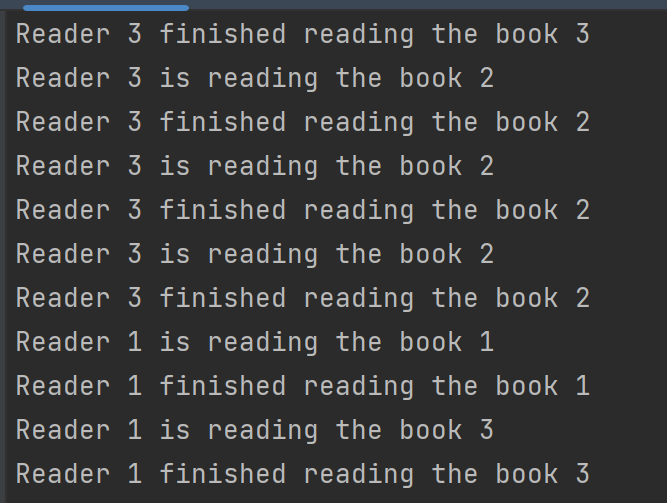 Reader 3 finished reading the book 3
Reader 3 is reading the book 2
Reader 3 finished reading the book 2
Reader 3 is reading the book 2
Reader 3 finished reading the book 2
Reader 3 is reading the book 2
Reader 3 finished reading the book 2
Reader 1 is reading the book 1
Reader 1 finished reading the book 1
Reader 1 is reading the book 3
Reader 1 finished reading the book 3